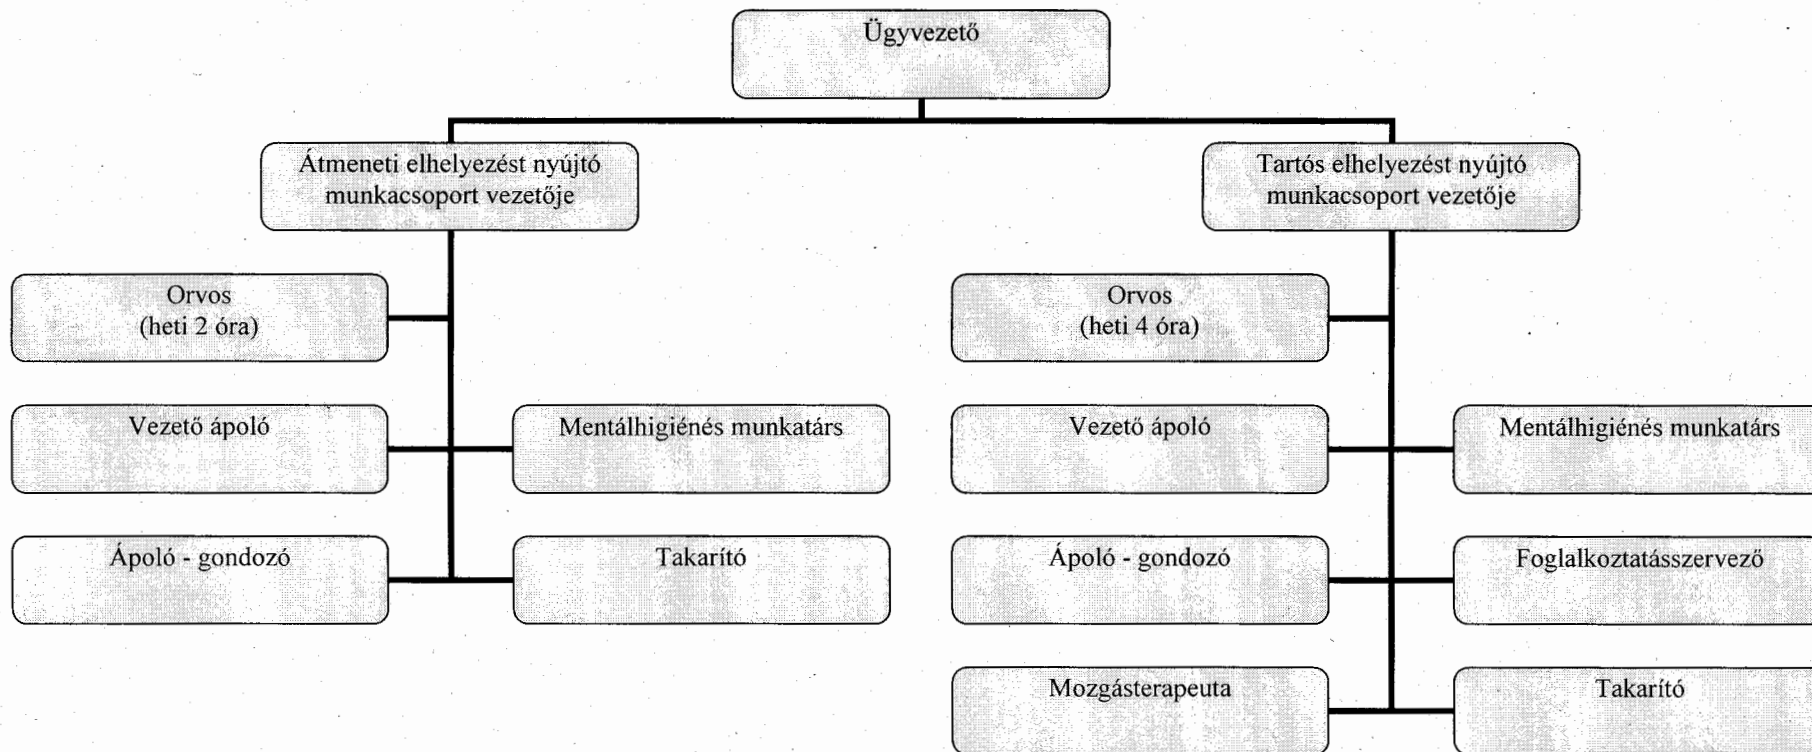 Ügyvezető
Átmeneti elhelyezést nyújtó
munkacsoport vezetője
Tartós elhelyezést nyújtó
munkacsoport vezetője
Orvos
(heti 2 óra)
Orvos
(heti 4 óra)
Vezető ápoló
Mentálhigiénés munkatárs
Vezető ápoló
Mentálhigiénés munkatárs
Ápoló - gondozó
Takarító
Ápoló - gondozó
Foglalkoztatásszervező
Mozgásterapeuta
Takarító